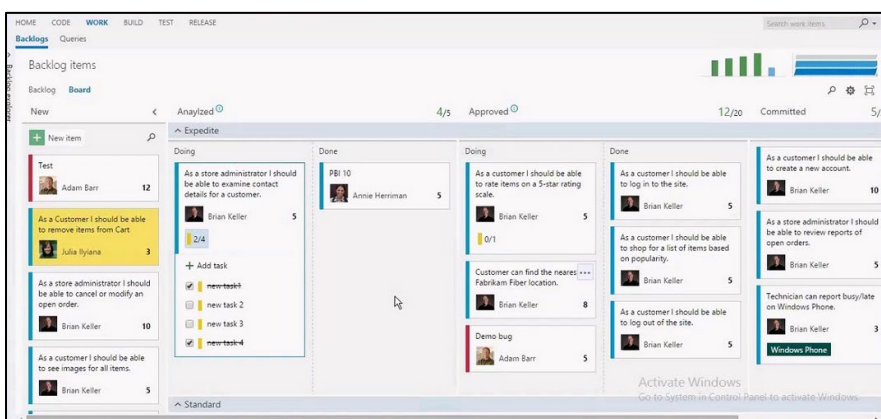 HOME CODE WORK BUILD TEST RELEASE
Search work items
Backlogs Queries
Backlog explorer
Backlog items
Backlog Board
New
Anaylzed 4/5
Approved 12/20
Committed 5/
New item
Expedite
Test
Adam Barr 12
As a Customer I should be able
to remove items from Cart
Julia Ilyiana 3
As a store administrator I should
be able to cancel or modify an
open order.
Brian Keller 10
As a customer I should be able
to see images for all items.
Brian Keller 5
Doing
As a store administrator I should
be able to examine contact
details for a customer.
Brian Keller 5
2/4
Add task
new task1
new task 2
new task 3
new task 4
Done
PBI 10
Annie Herriman 5
Doing
As a customer I should be able
to rate items on a 5-star rating
scale.
Brian Keller 5
0/1
Customer can find the neares
Fabrikam Fiber location.
Brian Keller 8
Demo bug
Adam Barr 5
Done
As a customer I should be able
to log in to the site.
Brian Keller 5
As a customer I should be able
to shop for a list of items based
on popularity.
Brian Keller 5
As a customer I should be able
to log out of the site.
Brian Keller 5
As a customer I should be able
to create a new account.
Brian Keller 10
As a store administrator I should
be able to review reports of
open orders.
Brian Keller 5
Technician can report busy/late
on Windows Phone.
Brian Keller 3
Windows Phone
Standard
Activate Windows
Go to System in Control Panel to activate Windows.